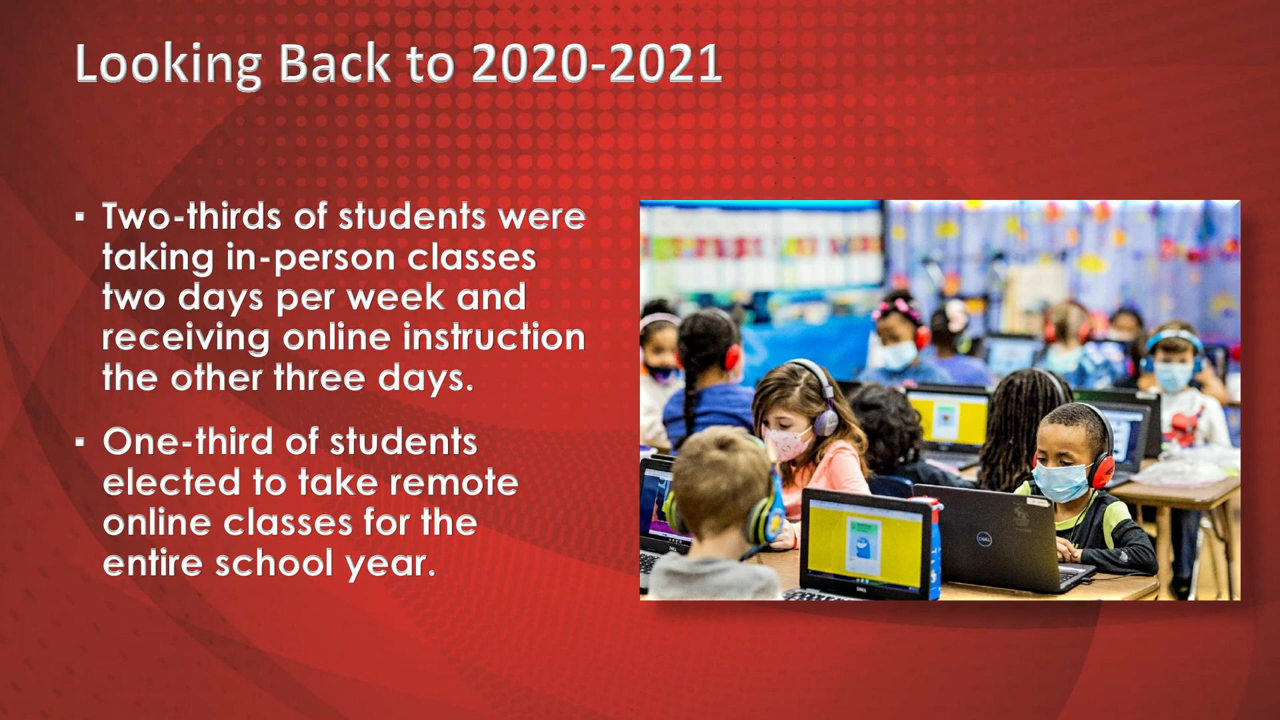 Looking Back to 2020-2021
▪ Two-thirds of students were
taking in-person classes
two days per week and
receiving online instruction
the other three days.
▪ One-third of students
elected to take remote
online classes for the
entire school year.
DELL
DELL